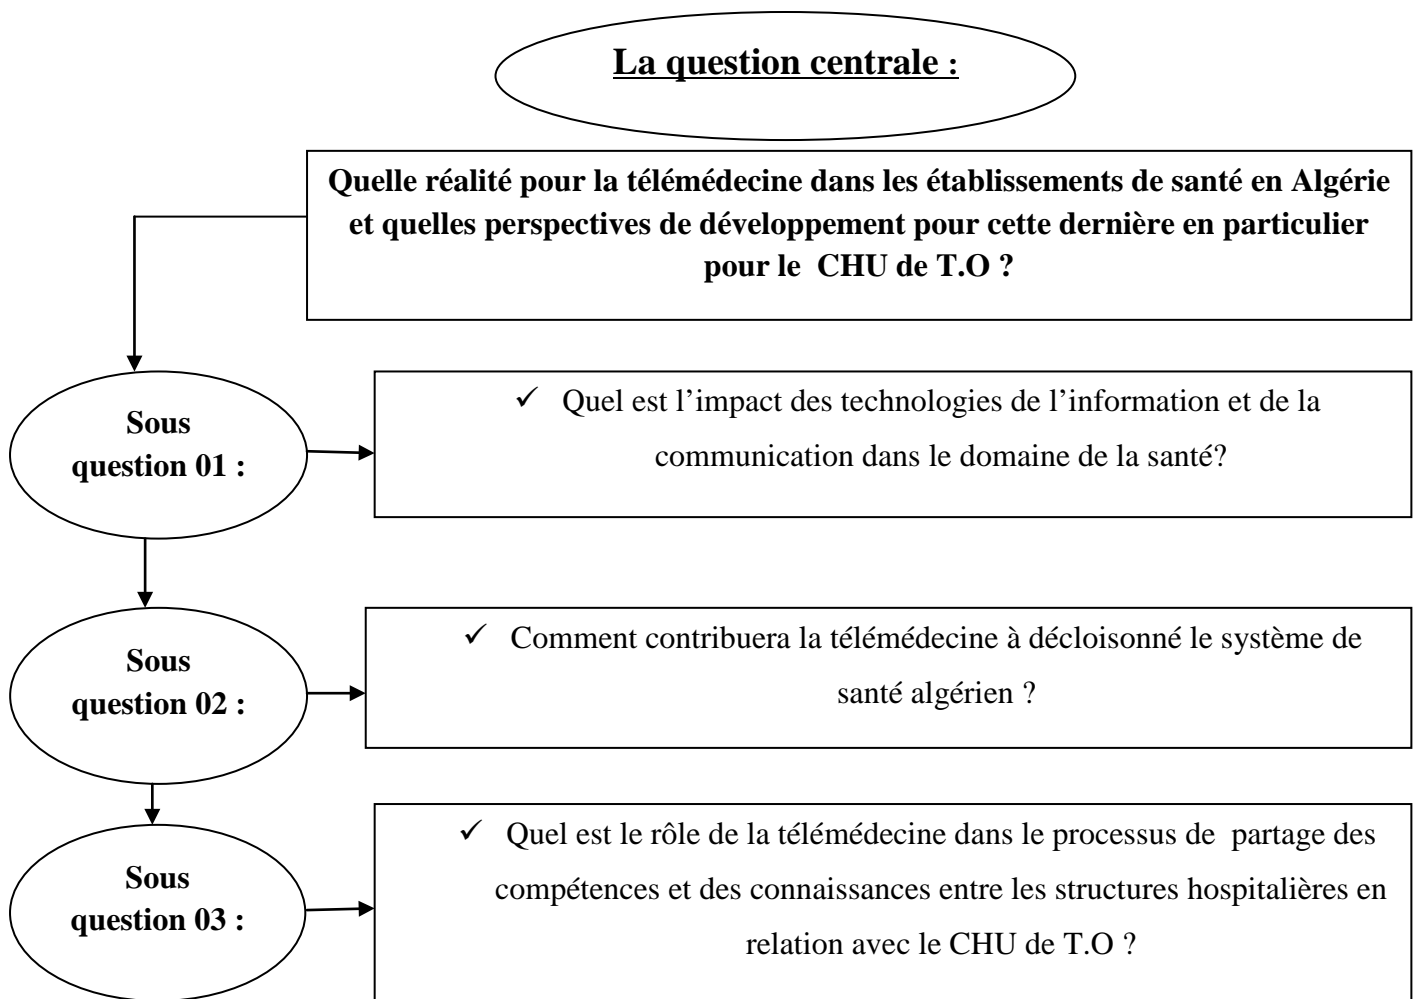 La question centrale :
Quelle réalité pour la télémédecine dans les établissements de santé en Algérie
et quelles perspectives de développement pour cette dernière en particulier
pour le CHU de T.O ?
Sous
question 01 :
✓ Quel est l’impact des technologies de l’information et de la
communication dans le domaine de la santé?
Sous
question 02 :
✓ Comment contribuera la télémédecine à décloisonné le système de
santé algérien ?
Sous
question 03 :
✓ Quel est le rôle de la télémédecine dans le processus de partage des
compétences et des connaissances entre les structures hospitalières en
relation avec le CHU de T.O ?